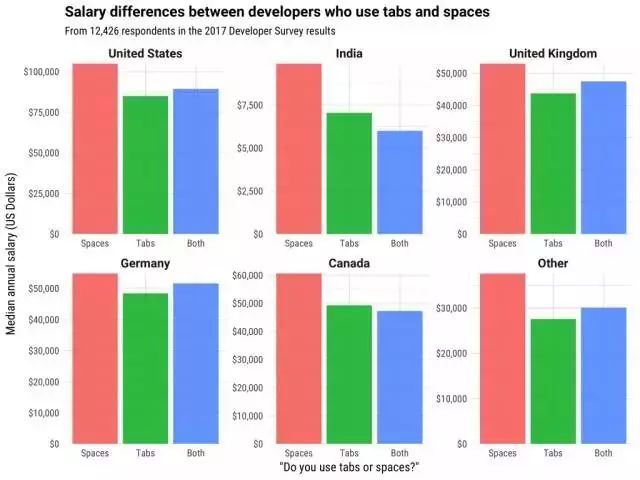 Salary differences between developers who use tabs and spaces
From 12,426 respondents in the 2017 Developer Survey results
United States
India
United Kingdom
$100,000
$75,000
$50,000
$25,000
$0
$7,500
$5,000
$2,500
$0
$50,000
$40,000
$30,000
$20,000
$10,000
$0
Spaces Tabs Both
Spaces Tabs Both
Spaces Tabs Both
Median annual salary (US Dollars)
Germany
Canada
Other
$50,000
$40,000
$30,000
$20,000
$10,000
$0
$60,000
$50,000
$40,000
$30,000
$20,000
$10,000
$0
$30,000
$20,000
$10,000
$0
Spaces Tabs Both
Spaces Tabs Both
Spaces Tabs Both
"Do you use tabs or spaces?"